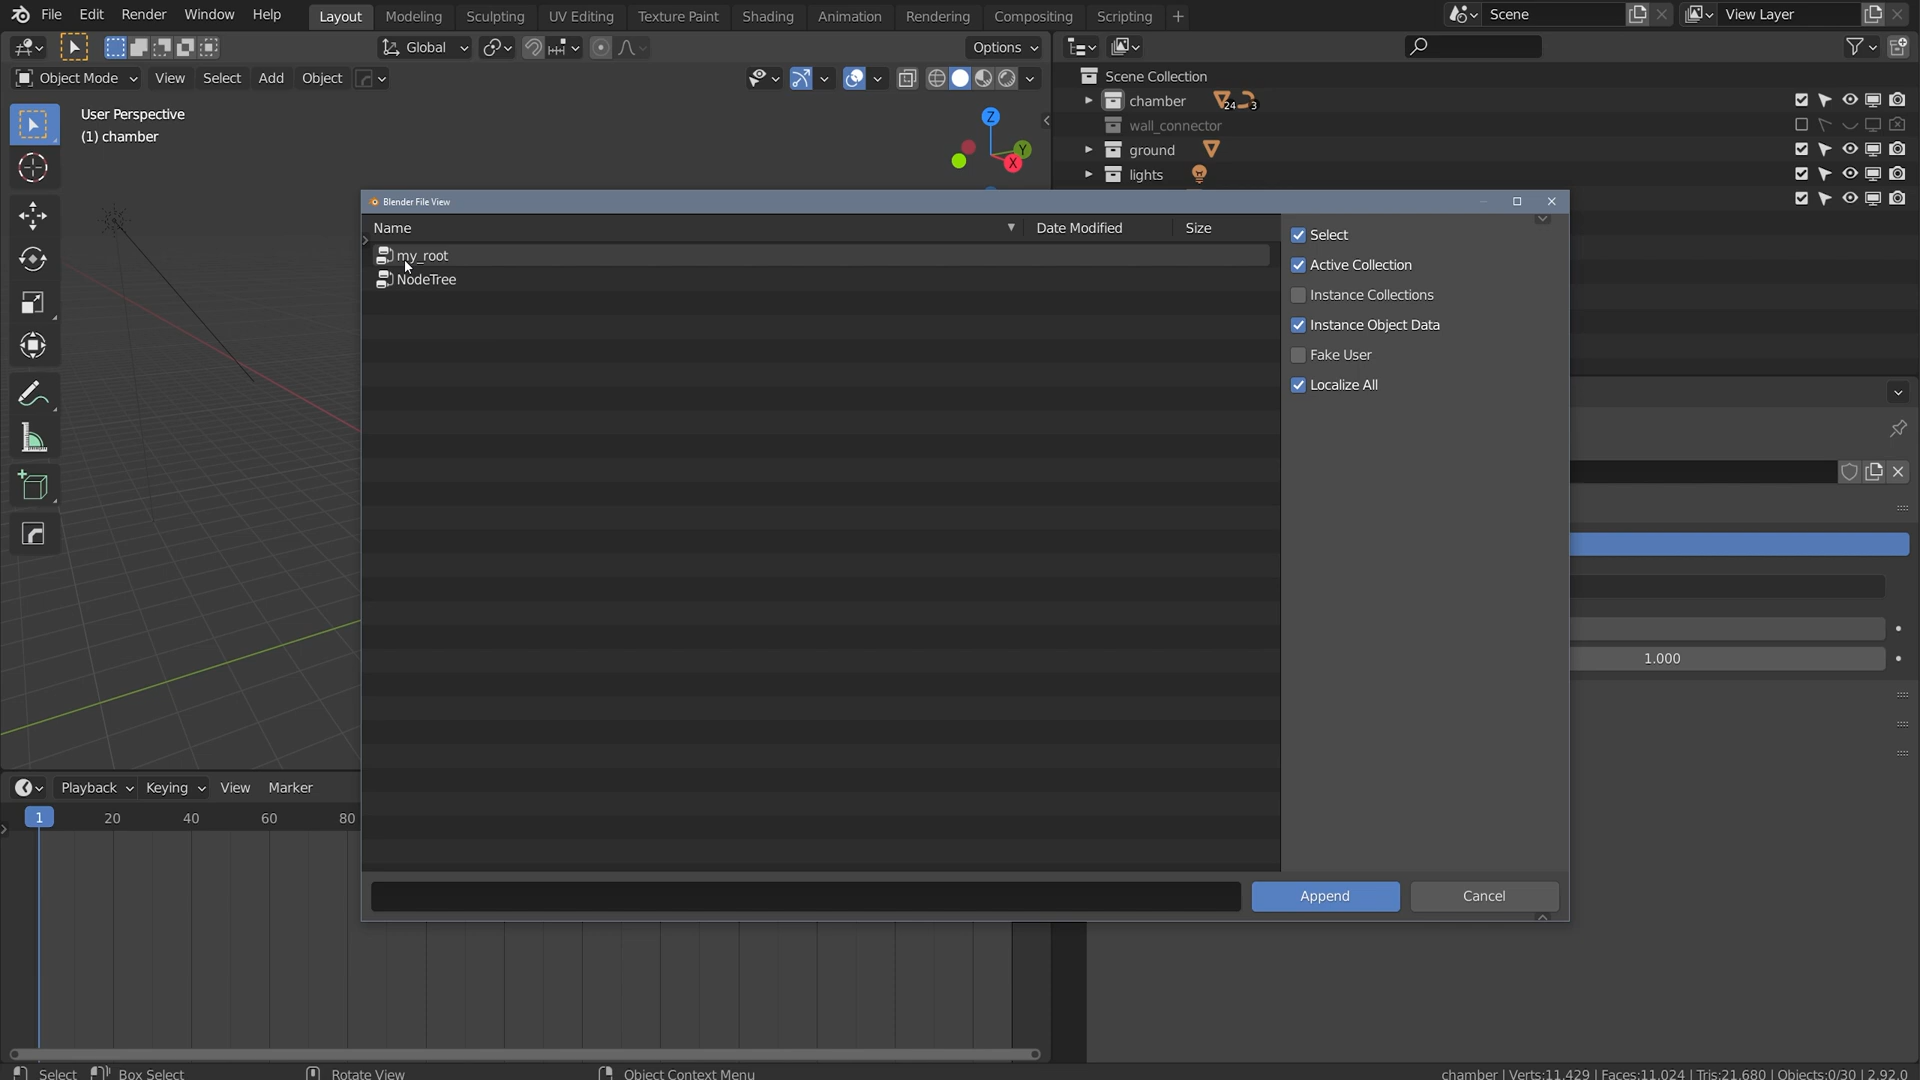 File Edit Render Window Help Layout Modeling Sculpting UV Editing Texture Paint Shading Animation Rendering Compositing Scripting + Scene View Layer
Global Options
Object Mode View Select Add Object
User Perspective
(1) chamber
Z
Y
X
Scene Collection
chamber 24 3
wall_connector
ground
lights
Blender File View
Name Date Modified Size
my_root
NodeTree
Select
Active Collection
Instance Collections
Instance Object Data
Fake User
Localize All
1.000
Append Cancel
Playback Keying View Marker
1 20 40 60 80
Select Box Select Rotate View Object Context Menu chamber | Verts:11,429 | Faces:11,024 | Tris:21,680 | Objects:0/30 | 2.92.0